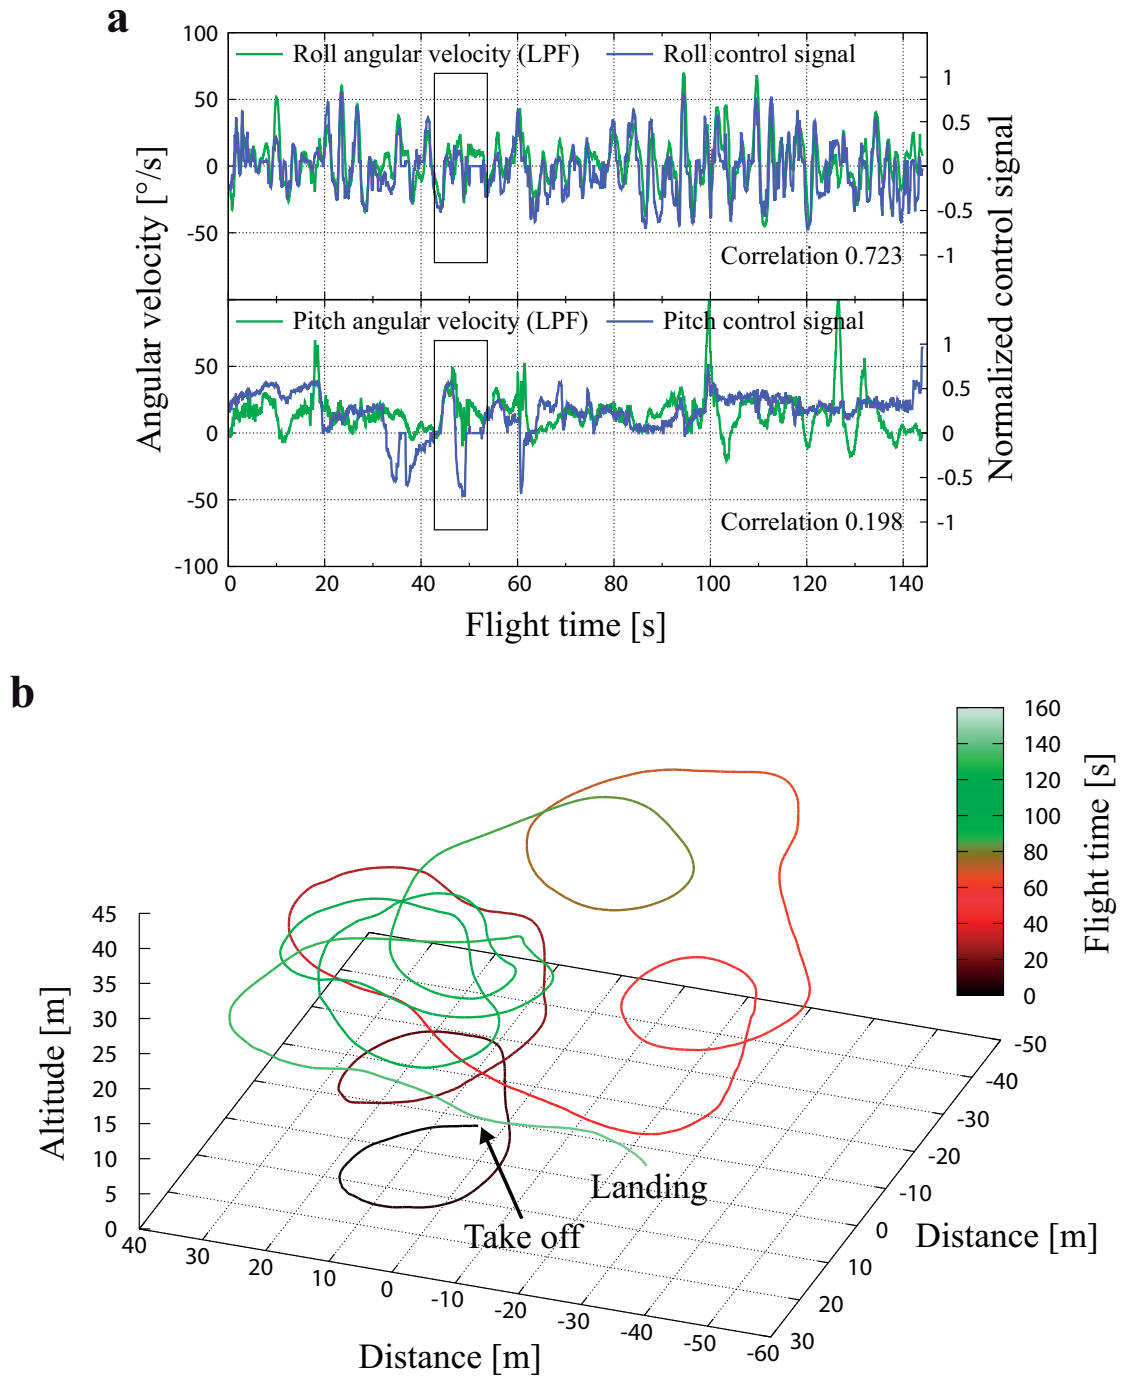 a
100
50
0
-50
Roll angular velocity (LPF)
Roll control signal
1
0.5
0
-0.5
-1
Correlation 0.723
Pitch angular velocity (LPF)
Pitch control signal
50
0
-50
-100
1
0.5
0
-0.5
-1
Correlation 0.198
Angular velocity [°/s]
Normalized control signal
0 20 40 60 80 100 120 140
Flight time [s]
b
160
140
120
100
80
60
40
20
0
Flight time [s]
45
40
35
30
25
20
15
10
5
0
Altitude [m]
Take off
Landing
40 30 20 10 0 -10 -20 -30 -40 -50 -60
Distance [m]
-50
-40
-30
-20
-10
0
10
20
30
Distance [m]